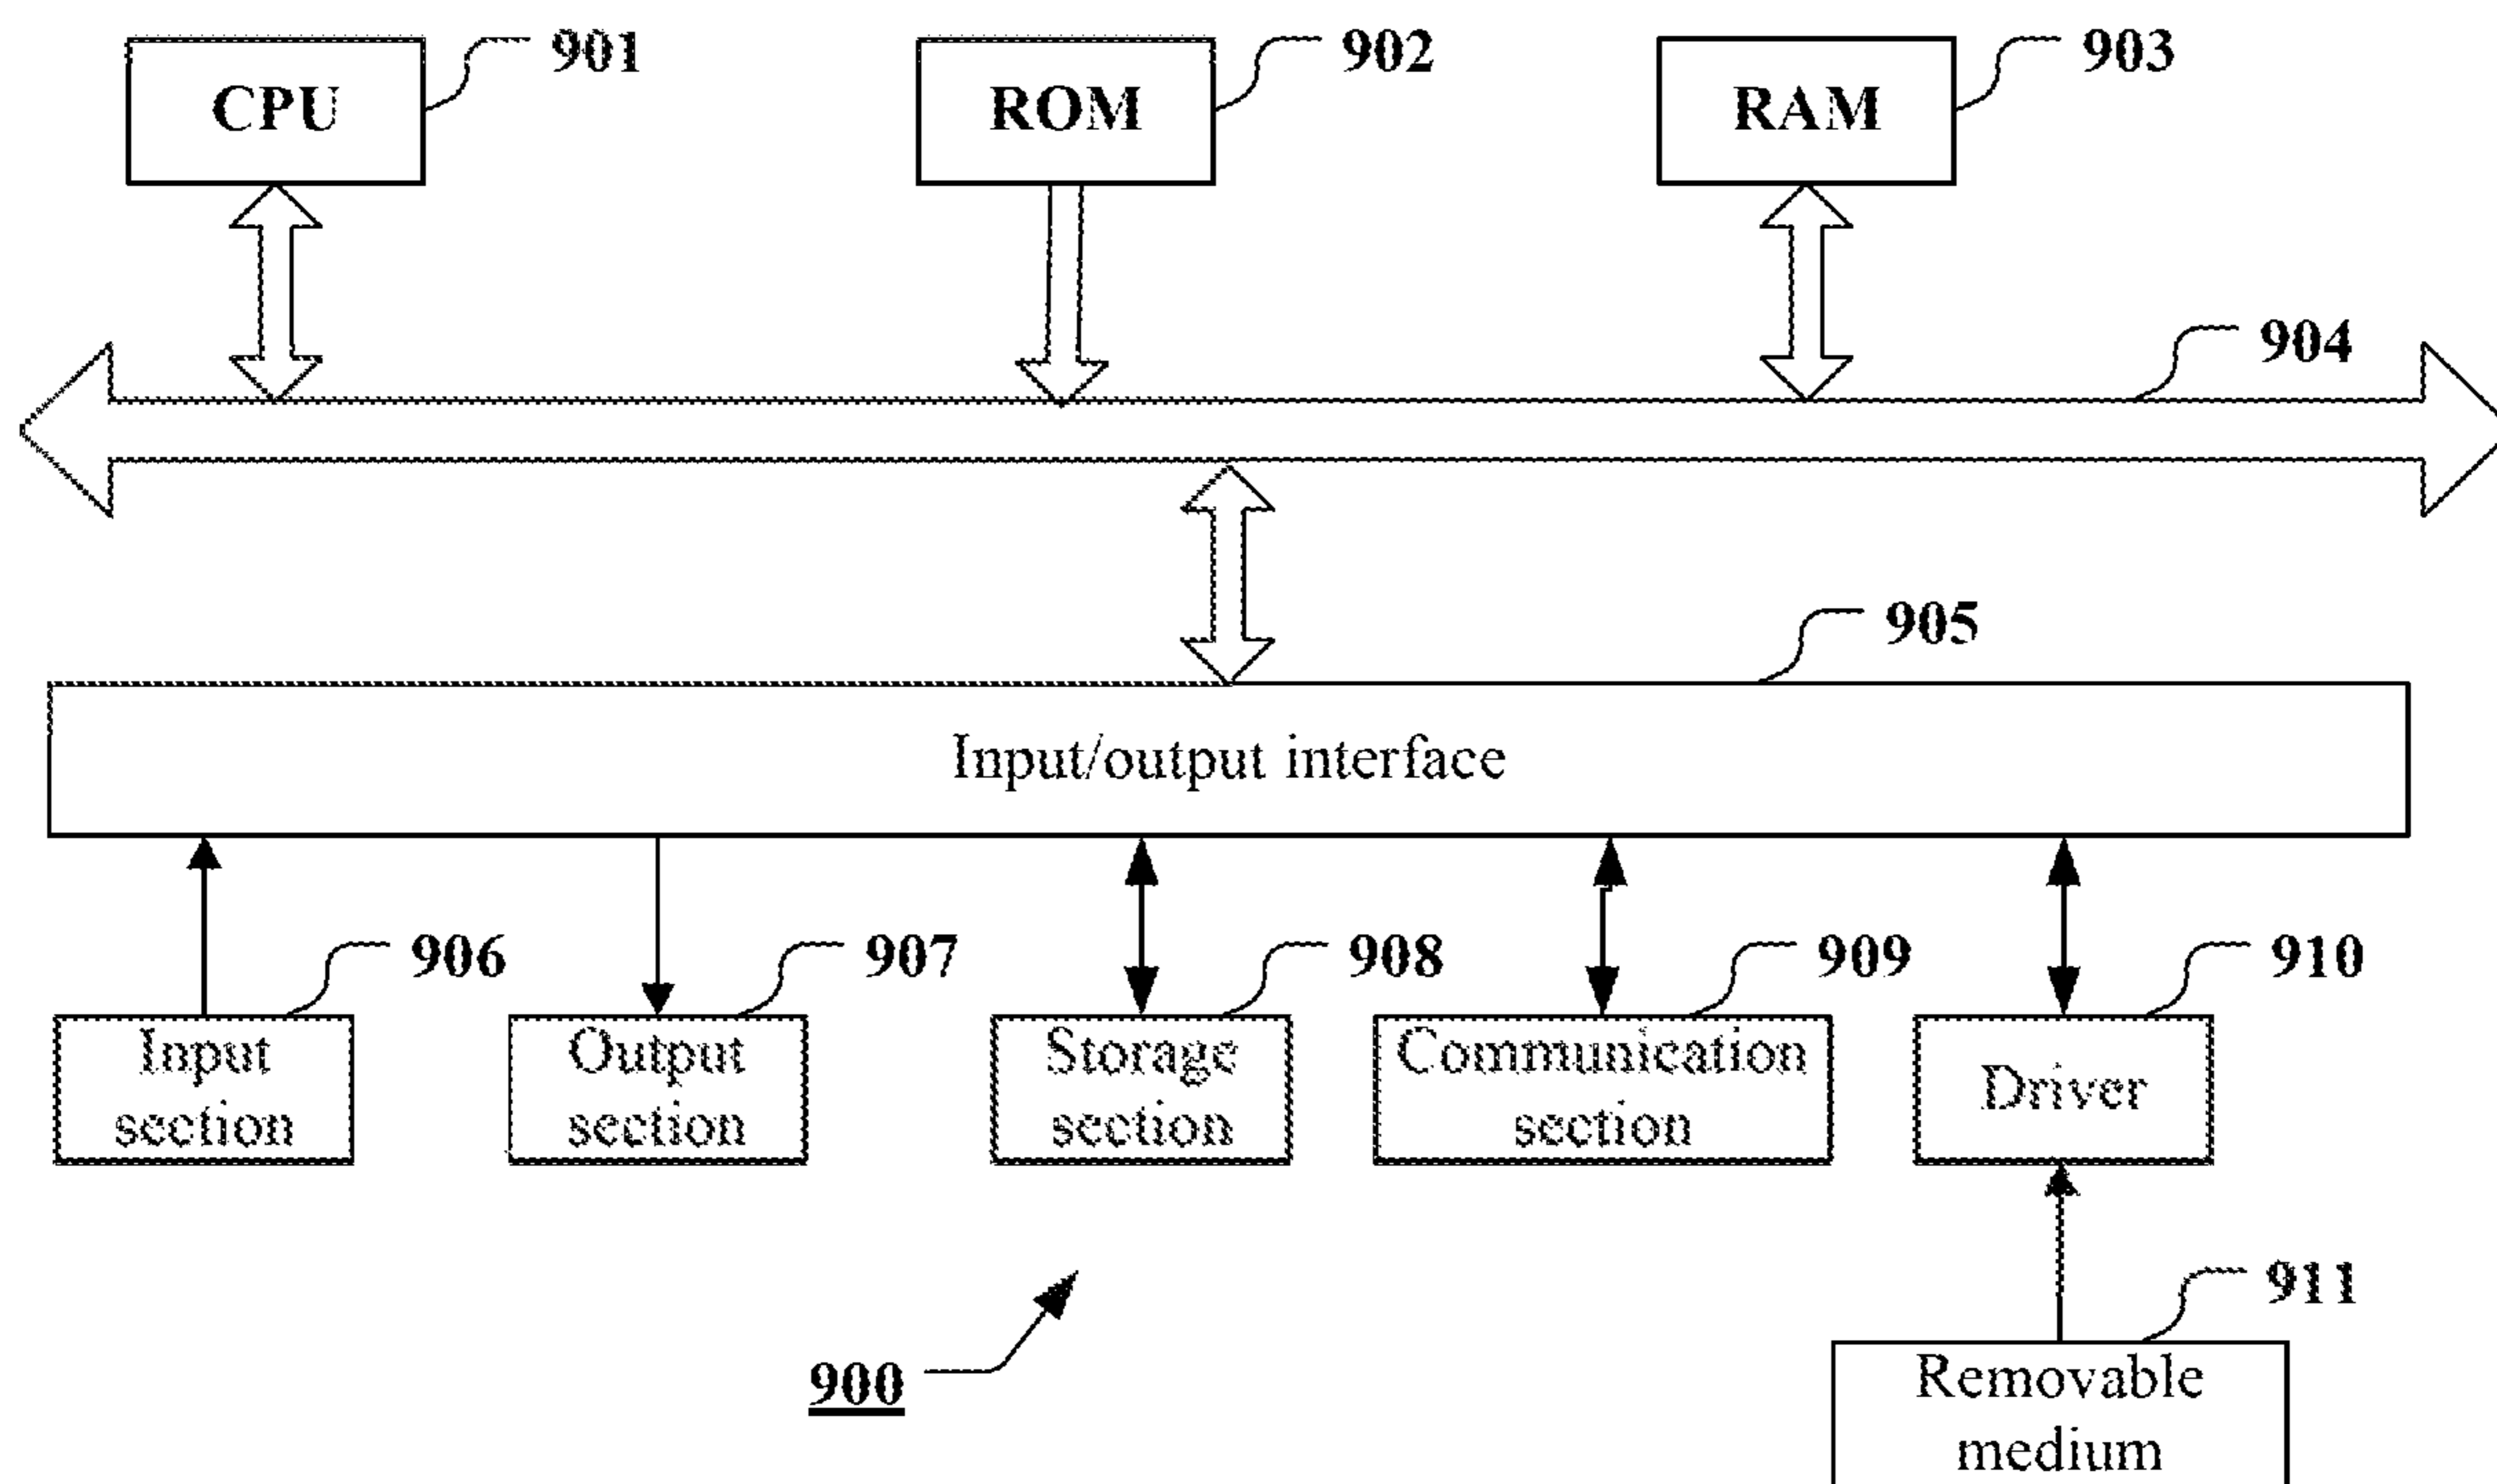 901
902
903
CPU
ROM
RAM
904
905
Input/output interface
906
907
908
909
910
Input
section
Output
section
Storage
section
Communication
section
Driver
911
900
Removable
medium